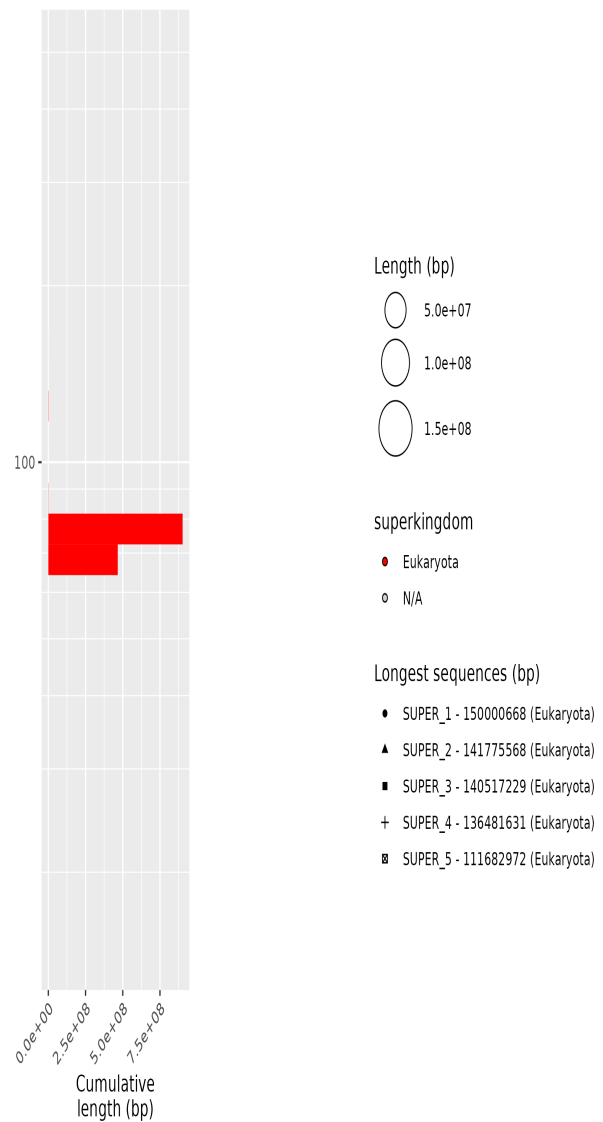 Length (bp)
5.0e+07
1.0e+08
1.5e+08
100
superkingdom
Eukaryota
N/A
Longest sequences (bp)
SUPER_1 - 150000668 (Eukaryota)
SUPER_2 - 141775568 (Eukaryota)
SUPER_3 - 140517229 (Eukaryota)
SUPER_4 - 136481631 (Eukaryota)
SUPER_5 - 111682972 (Eukaryota)
0.0e+00
2.5e+08
5.0e+08
7.5e+08
Cumulative
length (bp)